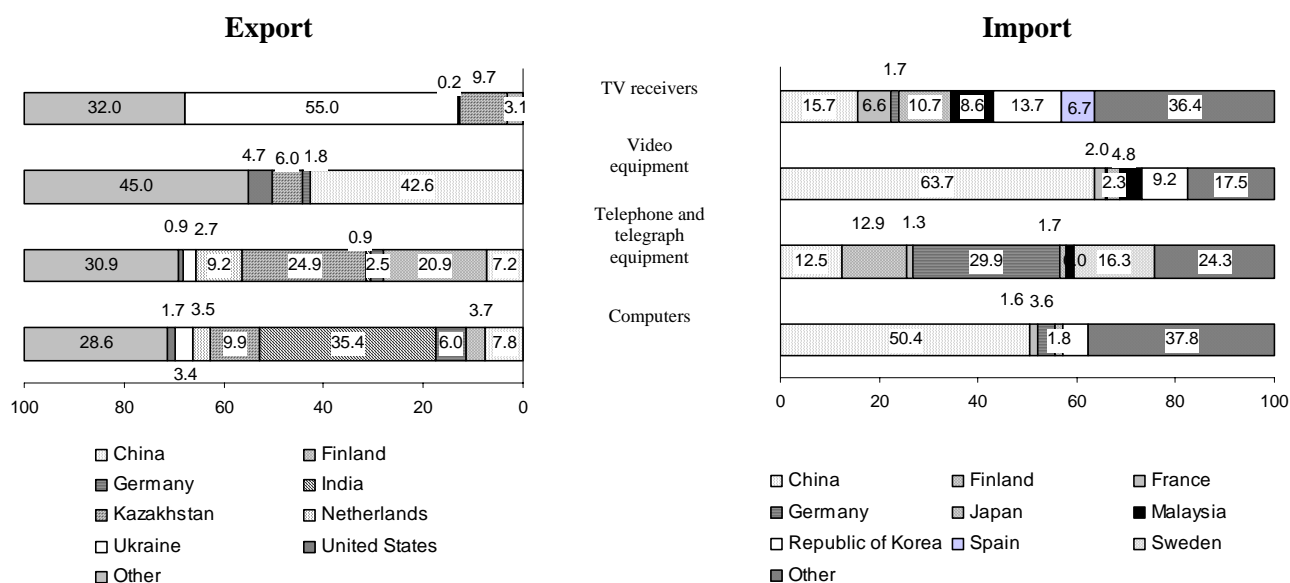 Export
Import
0.2 9.7
TV receivers
1.7
32.0 55.0 3.1
15.7 6.6 10.7 8.6 13.7 6.7 36.4
4.7 6.0 1.8
Video
equipment
2.0 4.8
45.0 42.6
63.7 2.3 9.2 17.5
0.9 2.7 0.9
Telephone and
telegraph
equipment
12.9 1.3 1.7
30.9 9.2 24.9 2.5 20.9 7.2
12.5 29.9 16.3 24.3
1.7 3.5 3.7
Computers
1.6 3.6
28.6 9.9 35.4 6.0 7.8
50.4 1.8 37.8
3.4
100 80 60 40 20 0
0 20 40 60 80 100
China Finland
Germany India
Kazakhstan Netherlands
Ukraine United States
Other
China Finland France
Germany Japan Malaysia
Republic of Korea Spain Sweden
Other